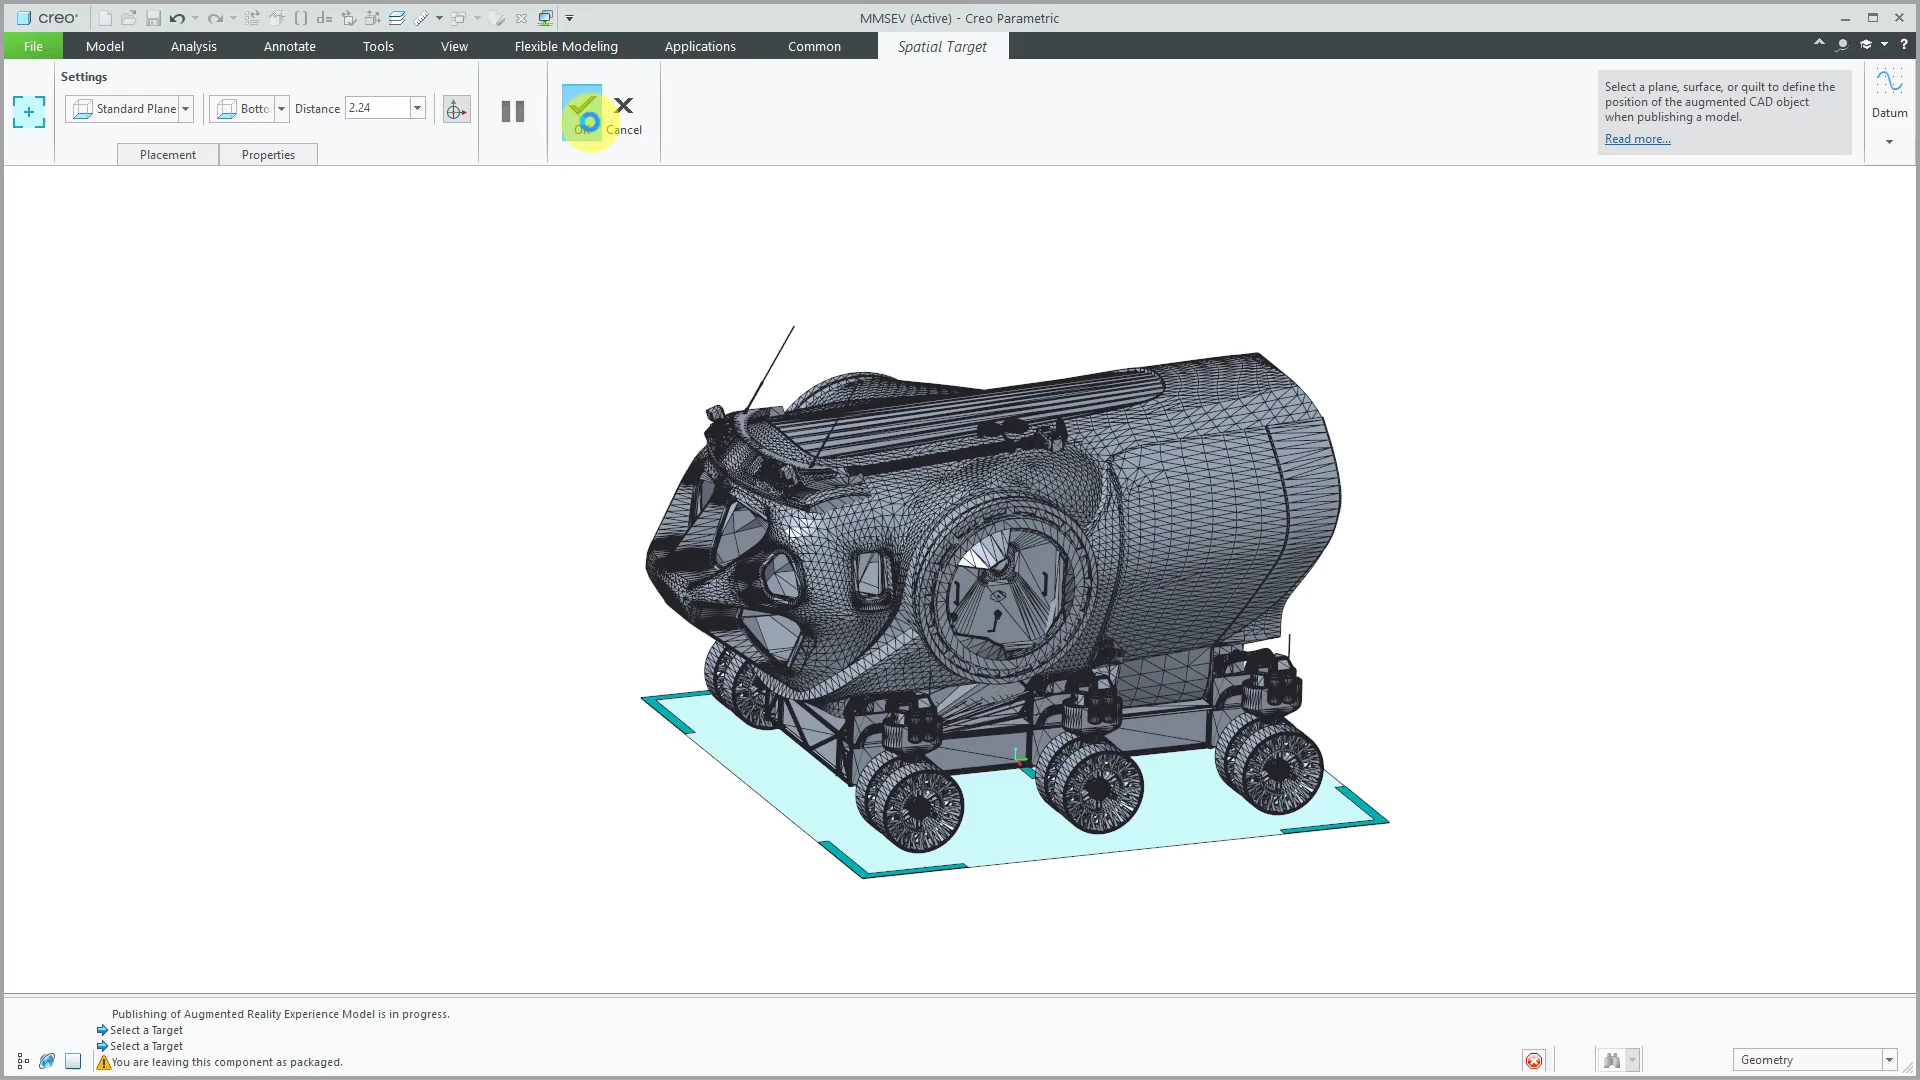 creo
MMSEV (Active) - Creo Parametric
File
Model
Analysis
Annotate
Tools
View
Flexible Modeling
Applications
Common
Spatial Target
Settings
Standard Plane
Botto
Distance 2.24
OK
Cancel
Placement
Properties
Select a plane, surface, or quilt to define the
position of the augmented CAD object
when publishing a model.
Read more...
Datum
Publishing of Augmented Reality Experience Model is in progress.
Select a Target
Select a Target
You are leaving this component as packaged.
Geometry